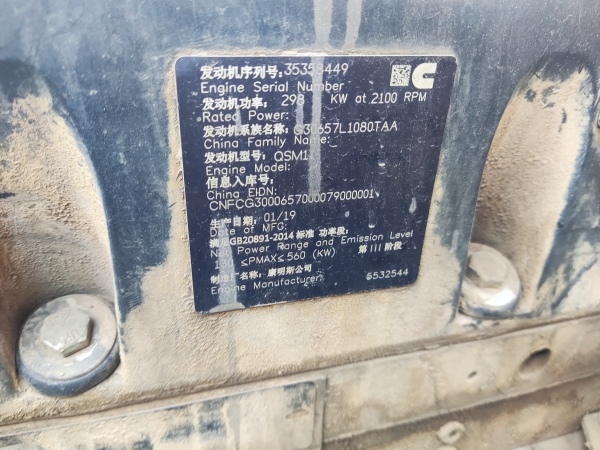 发动机序列号: 35358449
Engine Serial Number
发动机功率: 298 KW at 2100 RPM
Rated Power:
发动机系族名称: G30657L1080TAA
China Family Name:
发动机型号: QSM11
Engine Model:
信息入库号:
China EIDN:
CNFCG3000657000079000001
生产日期: 01/19
Date of MFG:
满足GB20891-2014 标准 功率段:
Net Power Range and Emission Level
≤PMAX≤560 (KW) 第III阶段
制造厂名称: 康明斯公司
Engine Manufacturer: 5532544